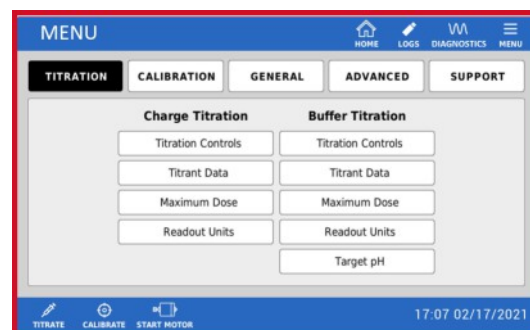 MENU
HOME LOGS DIAGNOSTICS MENU
TITRATION CALIBRATION GENERAL ADVANCED SUPPORT
Charge Titration Buffer Titration
Titration Controls Titration Controls
Titrant Data Titrant Data
Maximum Dose Maximum Dose
Readout Units Readout Units
Target pH
TITRATE CALIBRATE START MOTOR 17:07 02/17/2021